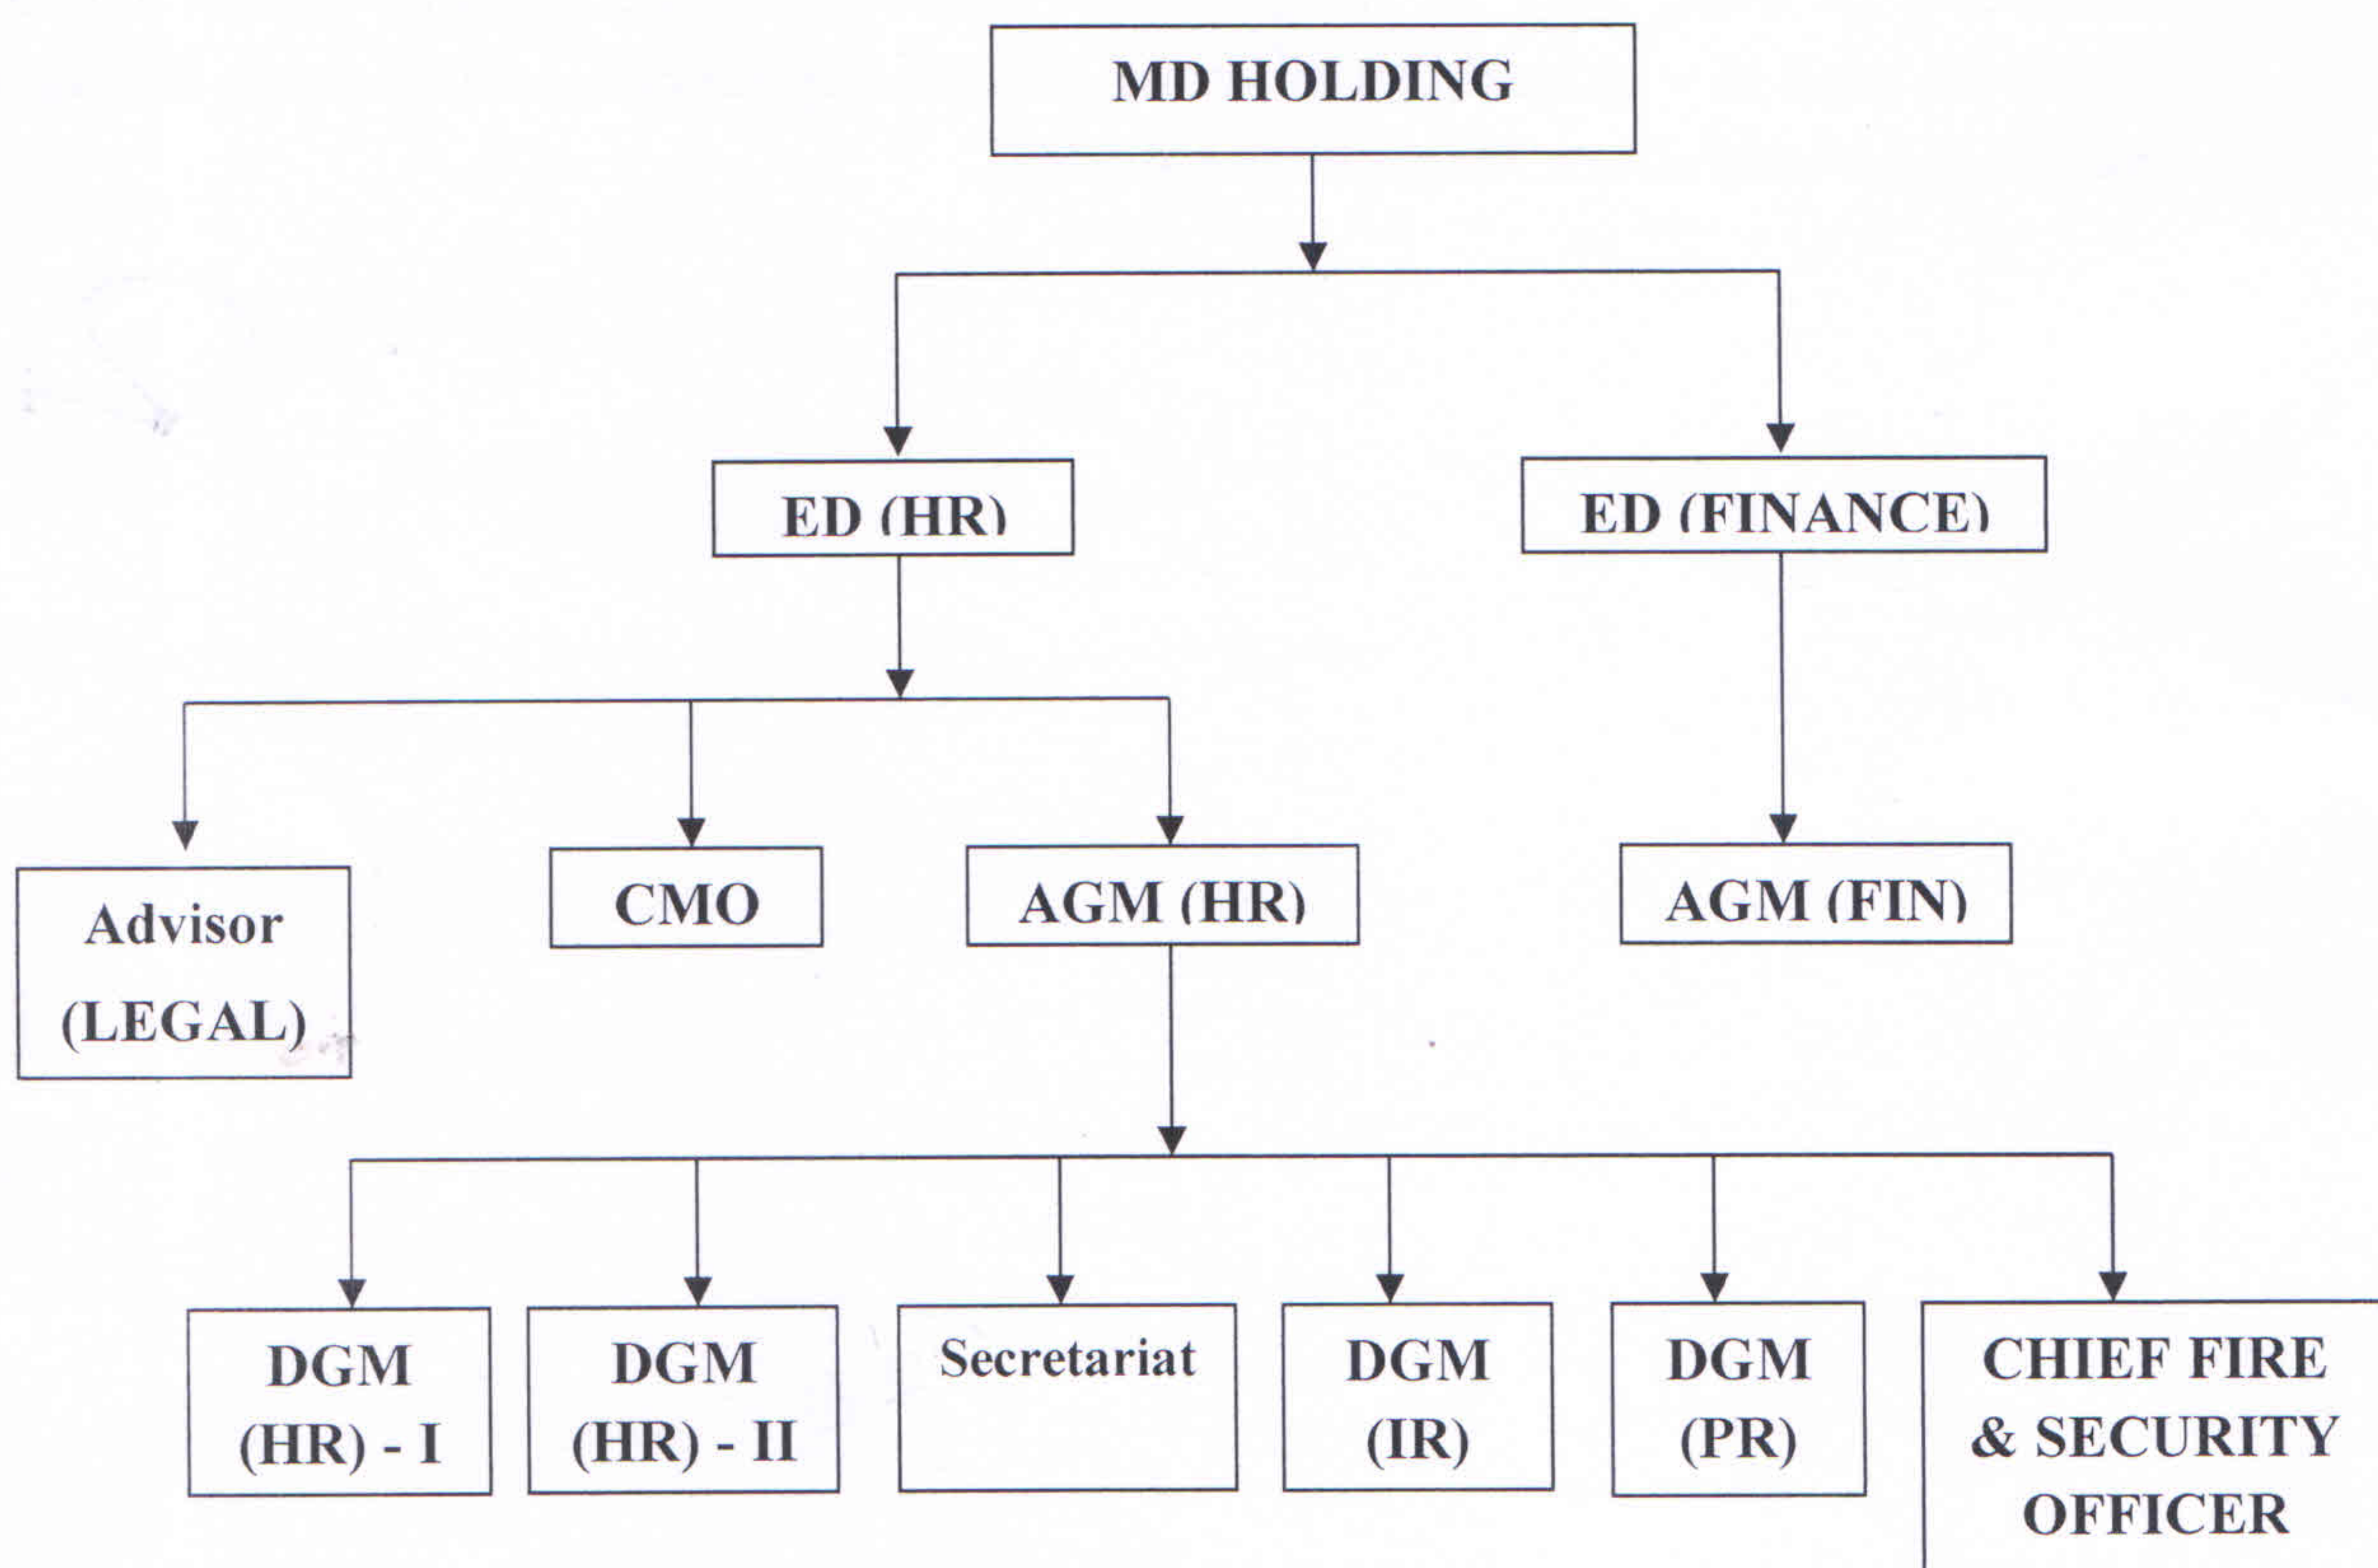 MD HOLDING
ED (HR)
ED (FINANCE)
Advisor
(LEGAL)
CMO
AGM (HR)
AGM (FIN)
DGM
(HR) - I
DGM
(HR) - II
Secretariat
DGM
(IR)
DGM
(PR)
CHIEF FIRE
& SECURITY
OFFICER